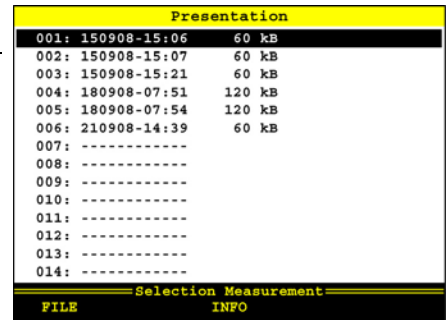 Presentation
001: 150908-15:06 60 kB
002: 150908-15:07 60 kB
003: 150908-15:21 60 kB
004: 180908-07:51 120 kB
005: 180908-07:54 120 kB
006: 210908-14:39 60 kB
007: ------------
008: ------------
009: ------------
010: ------------
011: ------------
012: ------------
013: ------------
014: ------------
Selection Measurement
FILE INFO